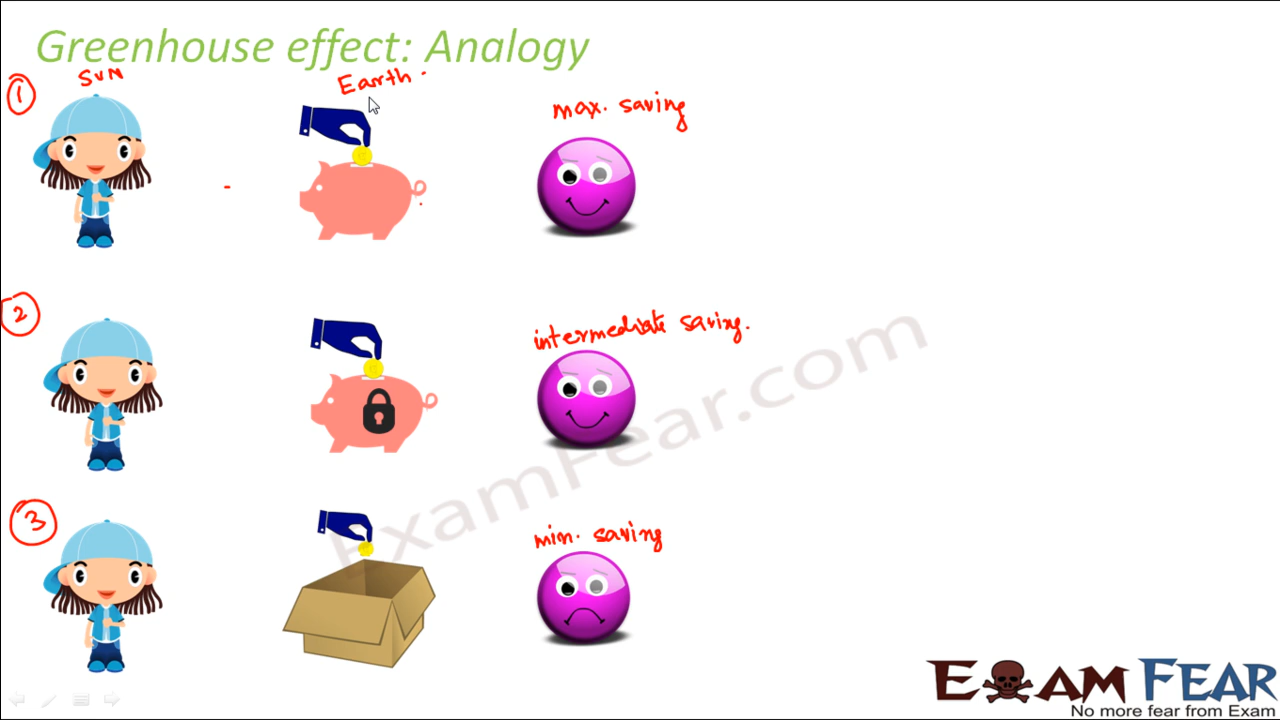 Greenhouse effect: Analogy
1
SUN
Earth
max. saving
2
intermediate saving.
3
min. saving
ExamFear.com
EXAM FEAR
No more fear from Exam